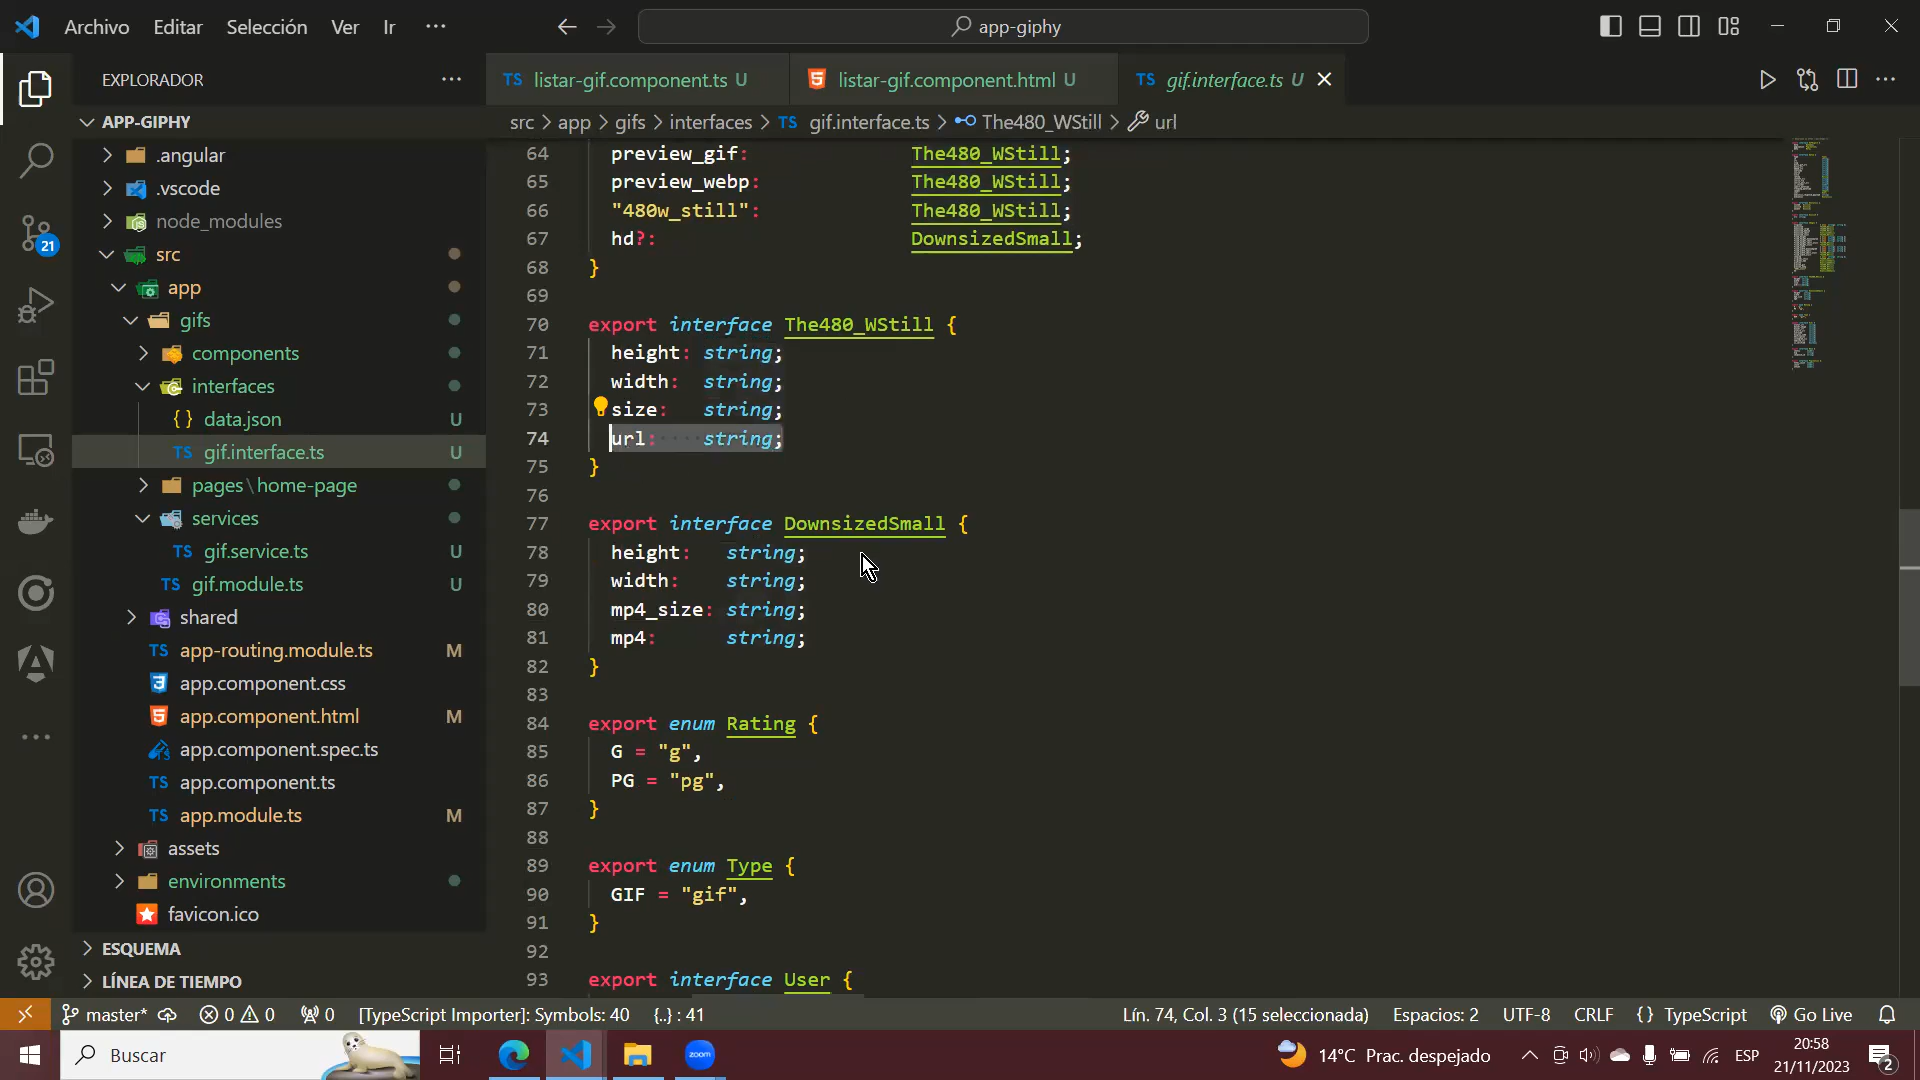 Archivo Editar Selección Ver Ir ··· app-giphy
EXPLORADOR
listar-gif.component.ts U
listar-gif.component.html U
gif.interface.ts U
APP-GIPHY
src > app > gifs > interfaces > TS gif.interface.ts > The480_WStill > url
.angular
.vscode
node_modules
src
app
gifs
components
interfaces
data.json U
TS gif.interface.ts U
pages\home-page
services
TS gif.service.ts U
TS gif.module.ts U
shared
TS app-routing.module.ts M
app.component.css
app.component.html M
app.component.spec.ts
TS app.component.ts
TS app.module.ts M
assets
environments
favicon.ico
ESQUEMA
LÍNEA DE TIEMPO
21
64 preview_gif: The480_WStill;
65 preview_webp: The480_WStill;
66 "480w_still": The480_WStill;
67 hd?: DownsizedSmall;
68 }
69
70 export interface The480_WStill {
71 height: string;
72 width: string;
73 size: string;
74 url: string;
75 }
76
77 export interface DownsizedSmall {
78 height: string;
79 width: string;
80 mp4_size: string;
81 mp4: string;
82 }
83
84 export enum Rating {
85 G = "g",
86 PG = "pg",
87 }
88
89 export enum Type {
90 GIF = "gif",
91 }
92
93 export interface User {
master* 0 0 0 [TypeScript Importer]: Symbols: 40 {..} : 41 Lín. 74, Col. 3 (15 seleccionada) Espacios: 2 UTF-8 CRLF {} TypeScript Go Live
Buscar zoom 14°C Prac. despejado ESP 20:58
21/11/2023 2